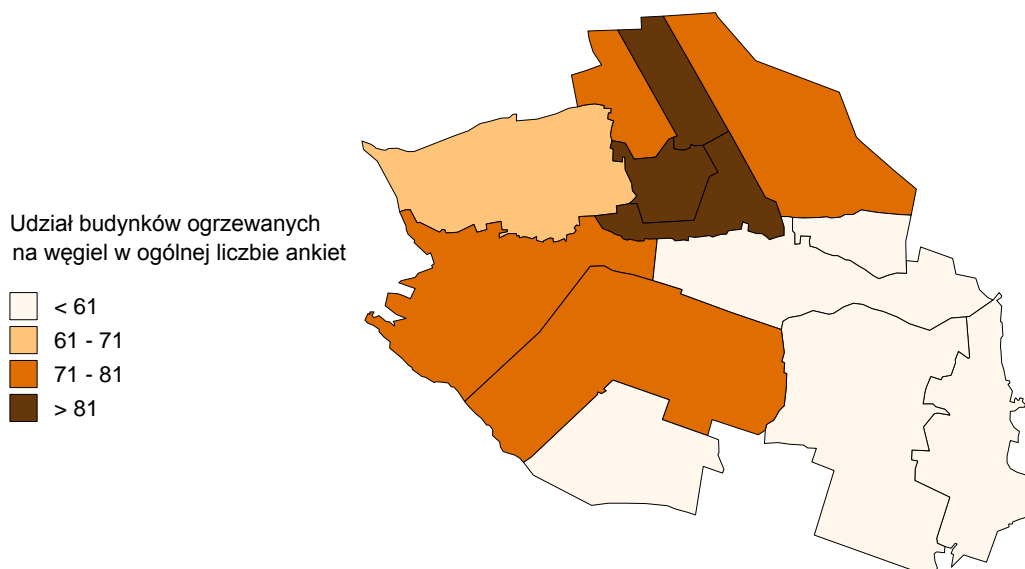 Udział budynków ogrzewanych
na węgiel w ogólnej liczbie ankiet
< 61
61 - 71
71 - 81
> 81